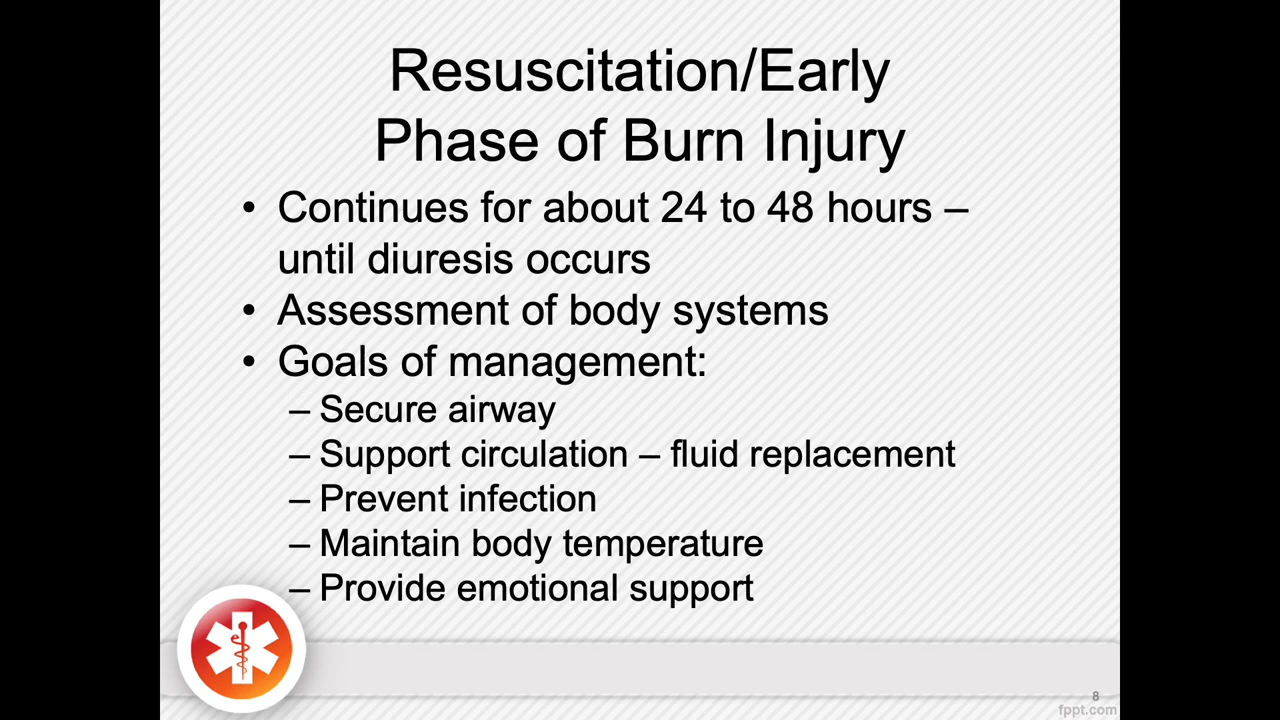 Resuscitation/Early
Phase of Burn Injury
• Continues for about 24 to 48 hours –
until diuresis occurs
• Assessment of body systems
• Goals of management:
– Secure airway
– Support circulation – fluid replacement
– Prevent infection
– Maintain body temperature
– Provide emotional support
8
fppt.com